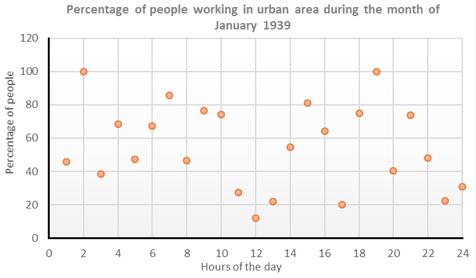 Percentage of people working in urban area during the month of
January 1939
120
100
80
60
40
20
0
Percentage of people
0 2 4 6 8 10 12 14 16 18 20 22 24
Hours of the day